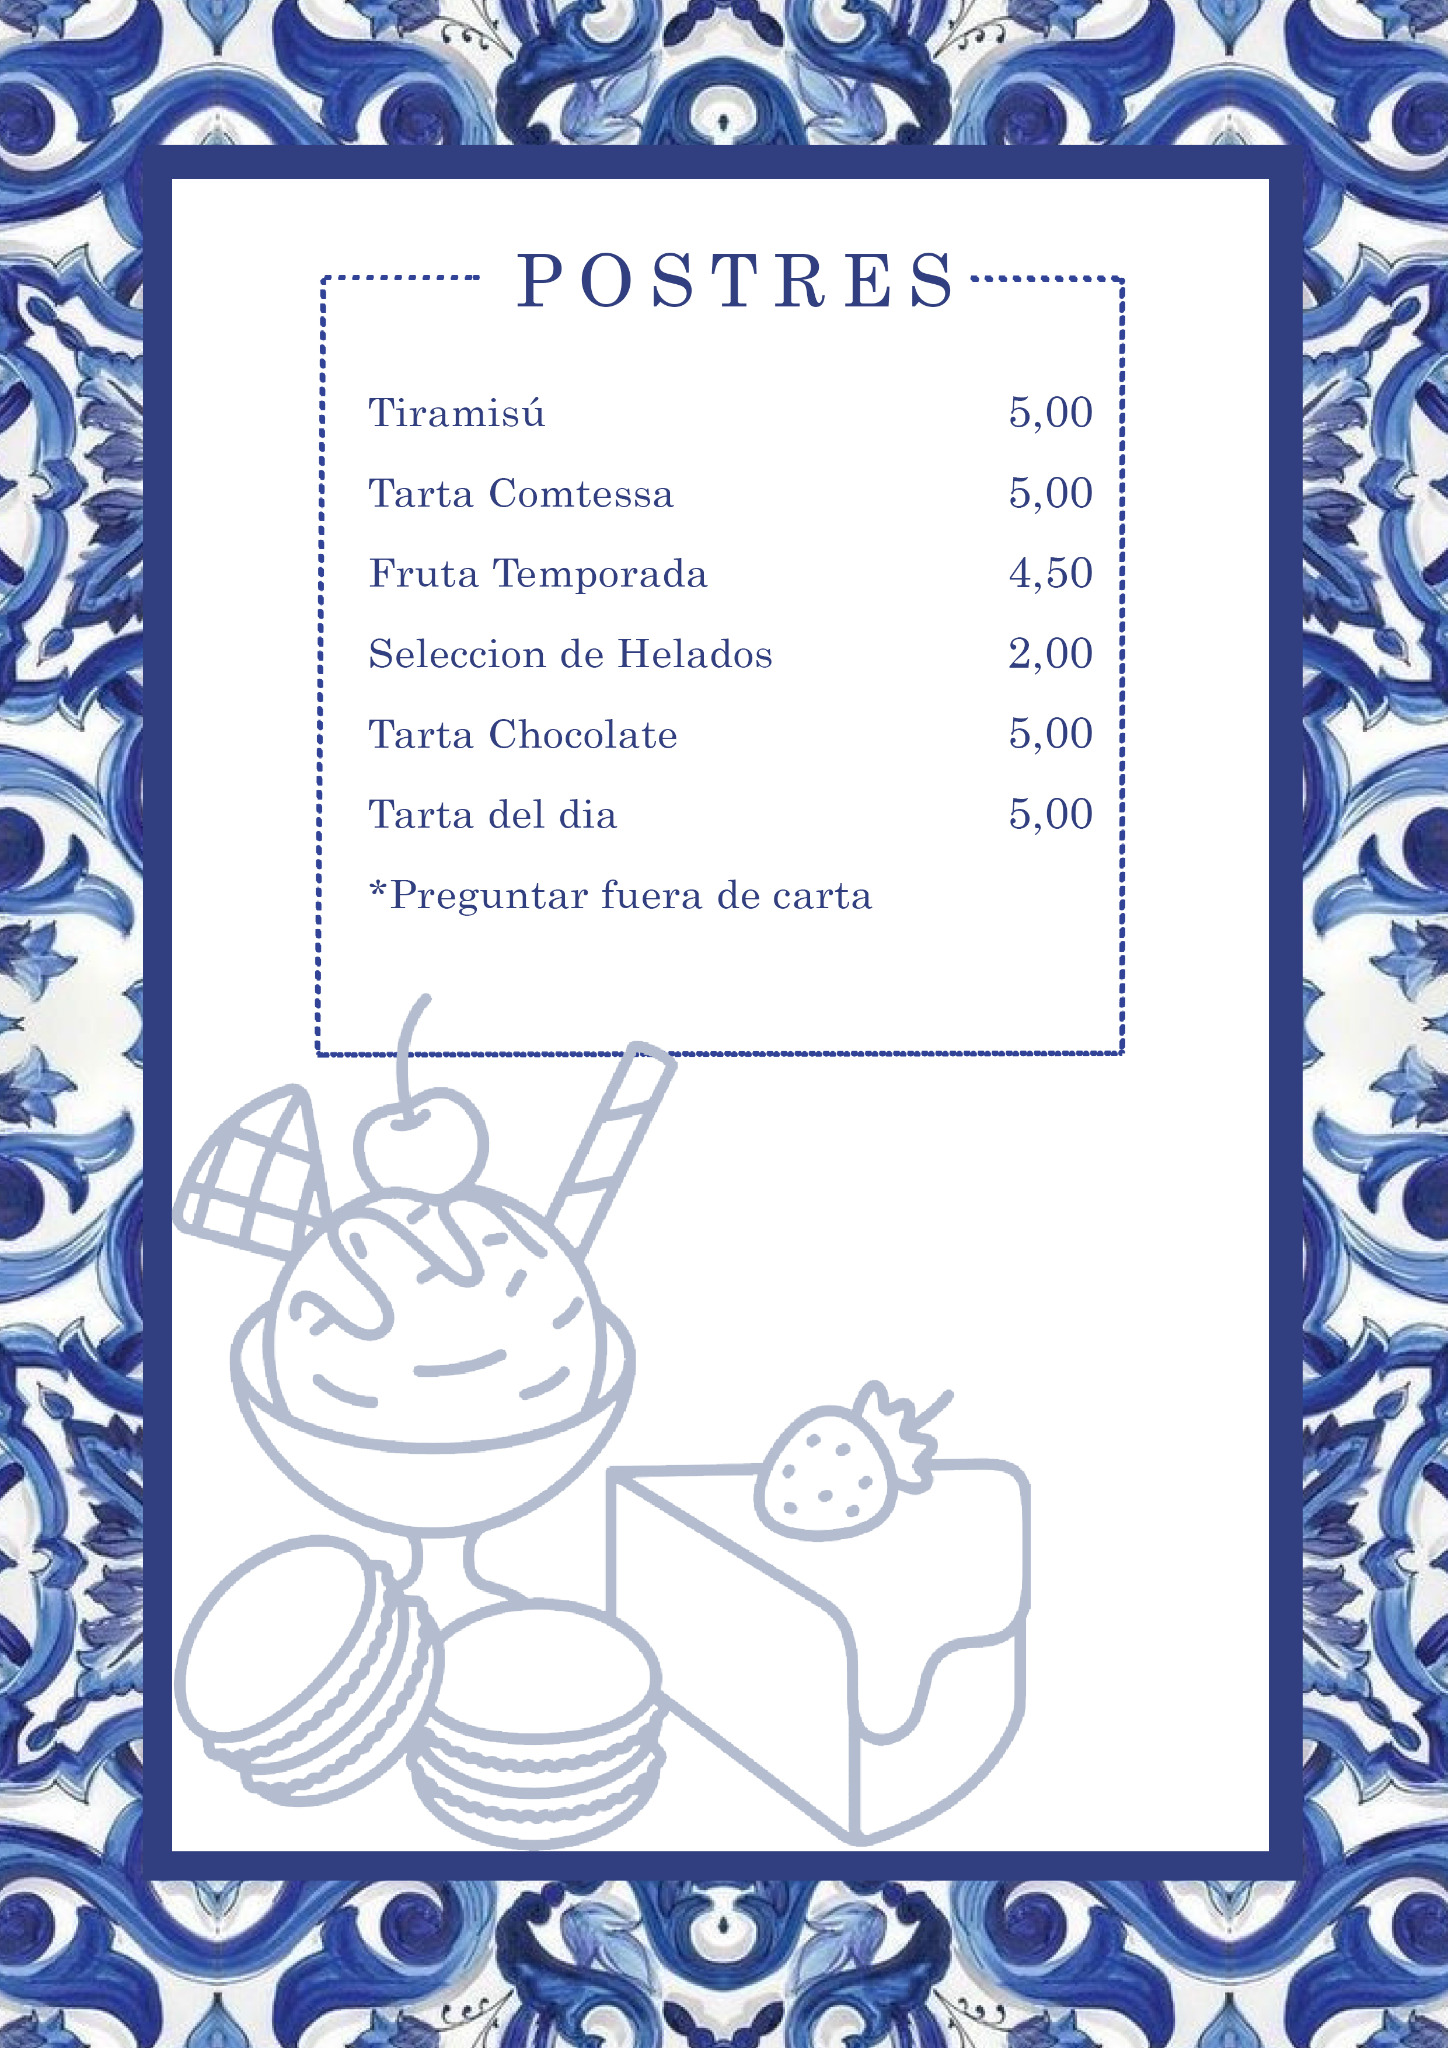 POSTRES
Tiramisú 5,00
Tarta Comtessa 5,00
Fruta Temporada 4,50
Seleccion de Helados 2,00
Tarta Chocolate 5,00
Tarta del dia 5,00
*Preguntar fuera de carta